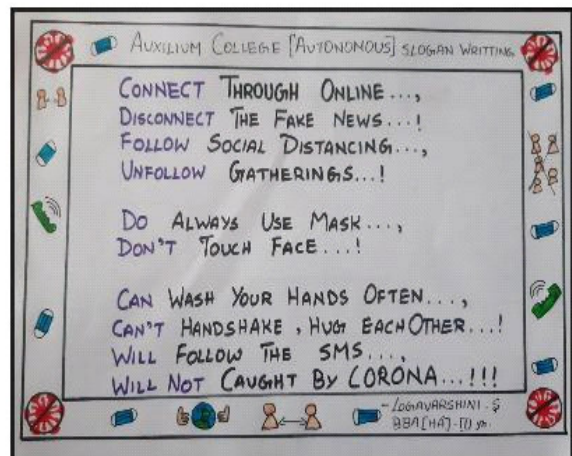 AUXILIUM COLLEGE [AUTONONOUS] SLOGAN WRITTING
CONNECT THROUGH ONLINE...,
DISCONNECT THE FAKE NEWS...!
FOLLOW SOCIAL DISTANCING...,
UNFOLLOW GATHERINGS...!
DO ALWAYS USE MASK...,
DON'T TOUCH FACE...!
CAN WASH YOUR HANDS OFTEN...,
CAN'T HANDSHAKE, HUG EACH OTHER...!
WILL FOLLOW THE SMS...,
WILL NOT CAUGHT BY CORONA...!!!
- LOGAVARSHINI. S
BBA [HA]-